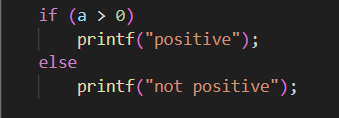 if (a > 0)
    printf("positive");
else
    printf("not positive");